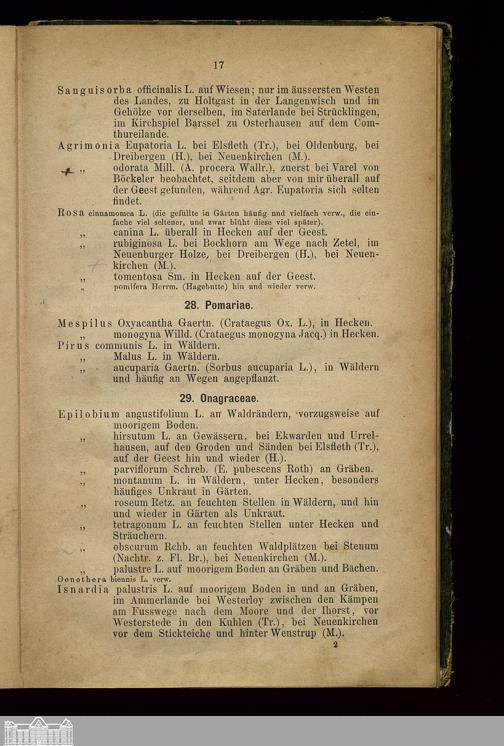 17
Sanguisorba officinalis L. auf Wiesen; nur im äussersten Westen
des Landes, zu Holtgast in der Langenwisch und im
Gehölze vor derselben, im Saterlande bei Strücklingen,
im Kirchspiel Barssel zu Osterhausen auf dem Com-
thureilande.
Agrimonia Eupatoria L. bei Elsfleth (Tr.), bei Oldenburg, bei
Dreibergen (H.), bei Neuenkirchen (M.).
„ odorata Mill. (A. procera Wallr.), zuerst bei Varel von
Böckeler beobachtet, seitdem aber von mir überall auf
der Geest gefunden, während Agr. Eupatoria sich selten
findet.
Rosa cinnamomea L. (die gefüllte in Gärten häufig und vielfach verw., die ein-
fache viel seltener, und zwar blüht diese viel später).
„ canina L. überall in Hecken auf der Geest.
„ rubiginosa L. bei Bockhorn am Wege nach Zetel, im
Neuenburger Holze, bei Dreibergen (H.), bei Neuen-
kirchen (M.).
„ tomentosa Sm. in Hecken auf der Geest.
„ pomifera Herrm. (Hagebutte) hin und wieder verw.
28. Pomariae.
Mespilus Oxyacantha Gaertn. (Crataegus Ox. L.), in Hecken.
„ monogyna Willd. (Crataegus monogyna Jacq.) in Hecken.
Pirus communis L. in Wäldern.
„ Malus L. in Wäldern.
„ aucuparia Gaertn. (Sorbus aucuparia L.), in Wäldern
und häufig an Wegen angepflanzt.
29. Onagraceae.
Epilobium angustifolium L. an Waldrändern, vorzugsweise auf
moorigem Boden.
„ hirsutum L. an Gewässern, bei Ekwarden und Urrel-
hausen, auf den Groden und Sänden bei Elsfleth (Tr.),
auf der Geest hin und wieder (H.).
„ parviflorum Schreb. (E. pubescens Roth) an Gräben.
„ montanum L. in Wäldern, unter Hecken, besonders
häufiges Unkraut in Gärten.
„ roseum Retz. an feuchten Stellen in Wäldern, und hin
und wieder in Gärten als Unkraut.
„ tetragonum L. an feuchten Stellen unter Hecken und
Sträuchern.
„ obscurum Rchb. an feuchten Waldplätzen bei Stenum
(Nachtr. z. Fl. Br.), bei Neuenkirchen (M.).
„ palustre L. auf moorigem Boden an Gräben und Bächen.
Oenothera biennis L. verw.
Isnardia palustris L. auf moorigem Boden in und an Gräben,
im Ammerlande bei Westerloy zwischen den Kämpen
am Fusswege nach dem Moore und der Ihorst, vor
Westerstede in den Kuhlen (Tr.), bei Neuenkirchen
vor dem Stickteiche und hinter Wenstrup (M.).
2